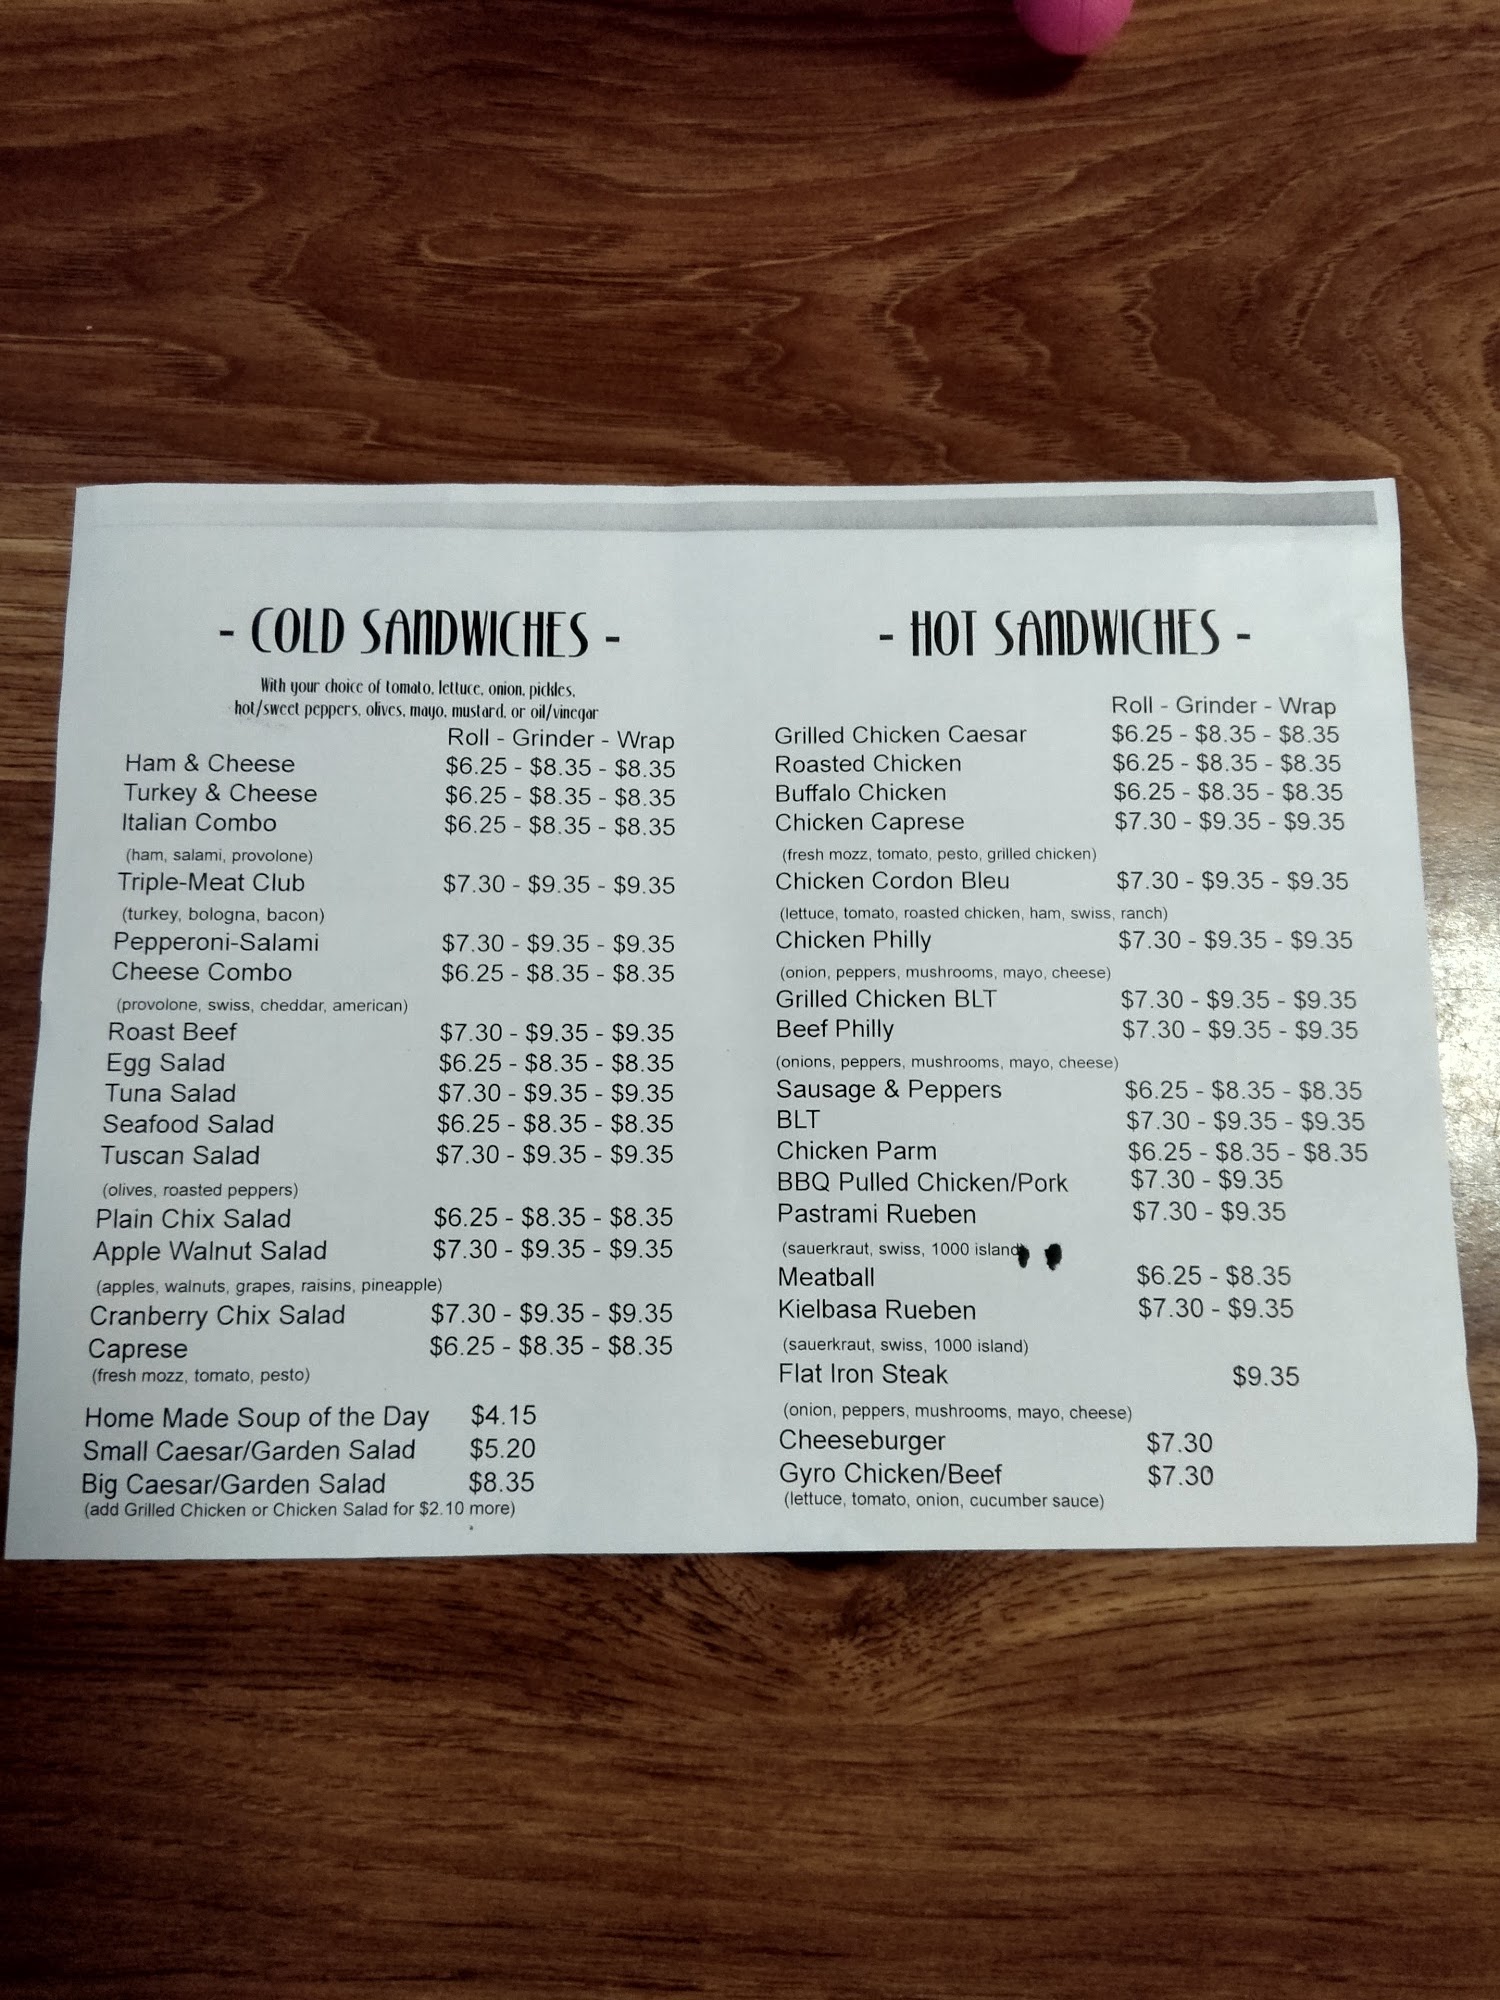 - COLD SANDWICHES -
With your choice of tomato, lettuce, onion, pickles,
hot/sweet peppers, olives, mayo, mustard, or oil/vinegar
Roll - Grinder - Wrap
Ham & Cheese $6.25 - $8.35 - $8.35
Turkey & Cheese $6.25 - $8.35 - $8.35
Italian Combo $6.25 - $8.35 - $8.35
(ham, salami, provolone)
Triple-Meat Club $7.30 - $9.35 - $9.35
(turkey, bologna, bacon)
Pepperoni-Salami $7.30 - $9.35 - $9.35
Cheese Combo $6.25 - $8.35 - $8.35
(provolone, swiss, cheddar, american)
Roast Beef $7.30 - $9.35 - $9.35
Egg Salad $6.25 - $8.35 - $8.35
Tuna Salad $7.30 - $9.35 - $9.35
Seafood Salad $6.25 - $8.35 - $8.35
Tuscan Salad $7.30 - $9.35 - $9.35
(olives, roasted peppers)
Plain Chix Salad $6.25 - $8.35 - $8.35
Apple Walnut Salad $7.30 - $9.35 - $9.35
(apples, walnuts, grapes, raisins, pineapple)
Cranberry Chix Salad $7.30 - $9.35 - $9.35
Caprese $6.25 - $8.35 - $8.35
(fresh mozz, tomato, pesto)
Home Made Soup of the Day $4.15
Small Caesar/Garden Salad $5.20
Big Caesar/Garden Salad $8.35
(add Grilled Chicken or Chicken Salad for $2.10 more)
- HOT SANDWICHES -
Roll - Grinder - Wrap
Grilled Chicken Caesar $6.25 - $8.35 - $8.35
Roasted Chicken $6.25 - $8.35 - $8.35
Buffalo Chicken $6.25 - $8.35 - $8.35
Chicken Caprese $7.30 - $9.35 - $9.35
(fresh mozz, tomato, pesto, grilled chicken)
Chicken Cordon Bleu $7.30 - $9.35 - $9.35
(lettuce, tomato, roasted chicken, ham, swiss, ranch)
Chicken Philly $7.30 - $9.35 - $9.35
(onion, peppers, mushrooms, mayo, cheese)
Grilled Chicken BLT $7.30 - $9.35 - $9.35
Beef Philly $7.30 - $9.35 - $9.35
(onions, peppers, mushrooms, mayo, cheese)
Sausage & Peppers $6.25 - $8.35 - $8.35
BLT $7.30 - $9.35 - $9.35
Chicken Parm $6.25 - $8.35 - $8.35
BBQ Pulled Chicken/Pork $7.30 - $9.35
Pastrami Rueben $7.30 - $9.35
(sauerkraut, swiss, 1000 island)
Meatball $6.25 - $8.35
Kielbasa Rueben $7.30 - $9.35
(sauerkraut, swiss, 1000 island)
Flat Iron Steak $9.35
(onion, peppers, mushrooms, mayo, cheese)
Cheeseburger $7.30
Gyro Chicken/Beef $7.30
(lettuce, tomato, onion, cucumber sauce)